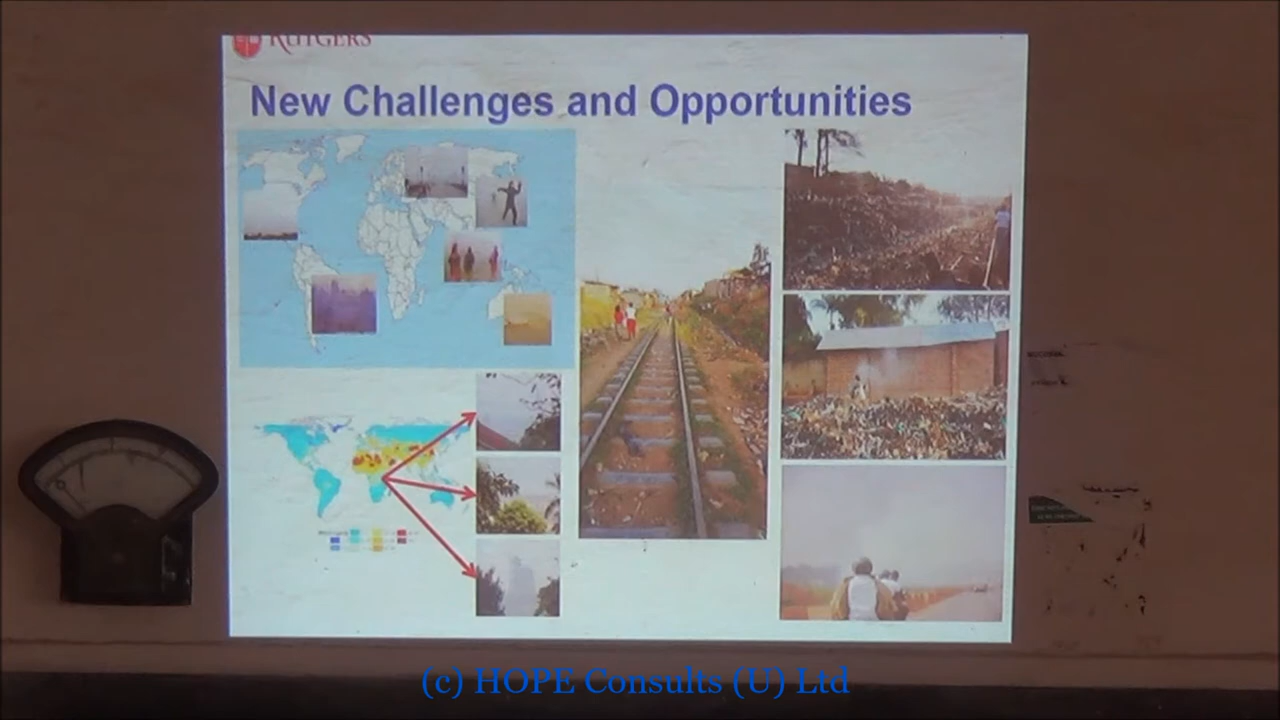 RUTGERS
New Challenges and Opportunities
(c) HOPE Consults (U) Ltd